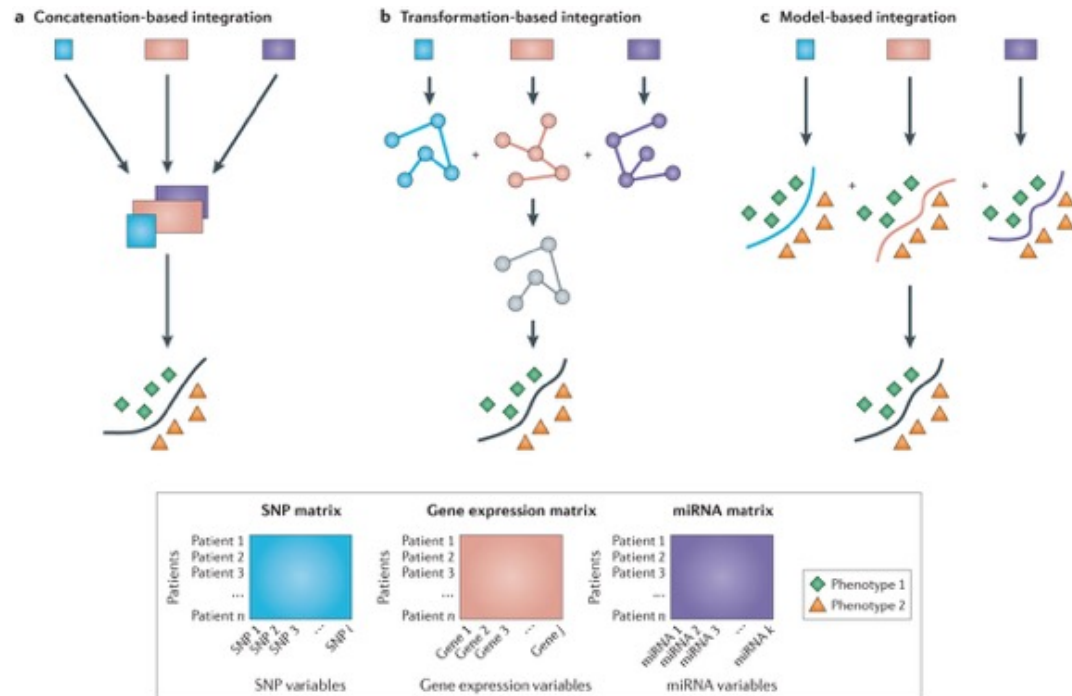 a Concatenation-based integration
b Transformation-based integration
c Model-based integration
+ +
+ +
SNP matrix
Patients
Patient 1
Patient 2
Patient 3
...
Patient n
SNP 1
SNP 2
SNP 3
...
SNP i
SNP variables
Gene expression matrix
Patients
Patient 1
Patient 2
Patient 3
...
Patient n
Gene 1
Gene 2
Gene 3
...
Gene j
Gene expression variables
miRNA matrix
Patients
Patient 1
Patient 2
Patient 3
...
Patient n
miRNA 1
miRNA 2
miRNA 3
...
miRNA k
miRNA variables
Phenotype 1
Phenotype 2